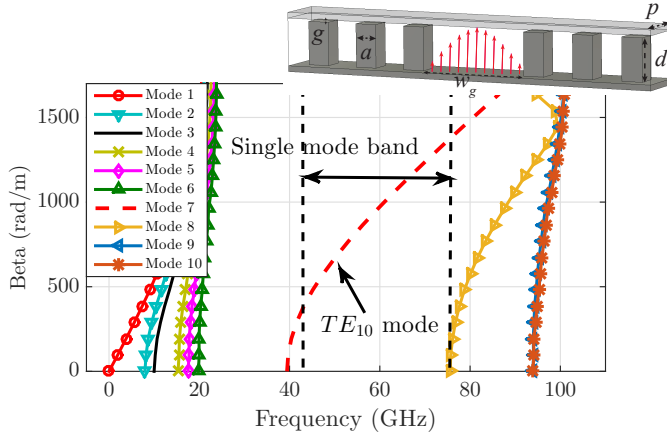 p
g
a
d
w_g
1500
1000
500
0
Beta (rad/m)
Mode 1
Mode 2
Mode 3
Mode 4
Mode 5
Mode 6
Mode 7
Mode 8
Mode 9
Mode 10
Single mode band
TE_{10} mode
0 20 40 60 80 100
Frequency (GHz)